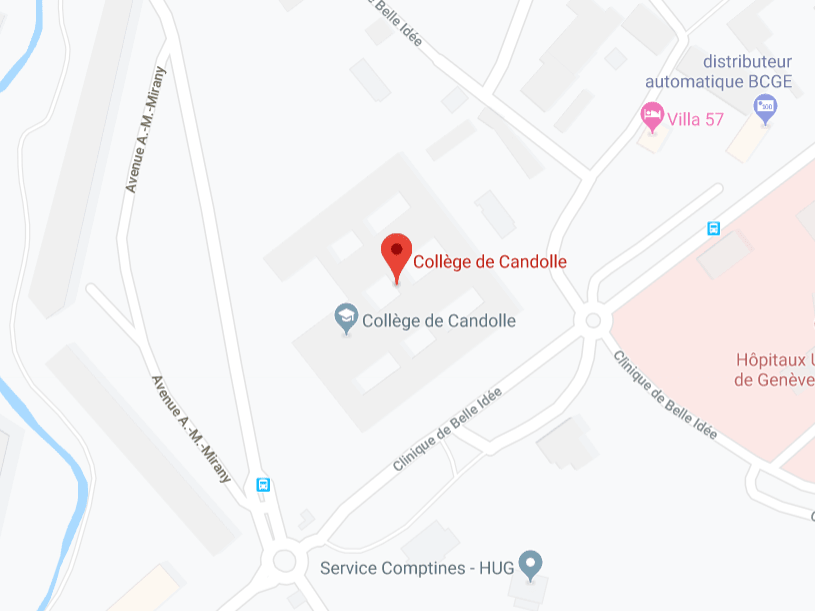 de Belle Idée
distributeur
automatique BCGE
Villa 57
Avenue A.-M.-Mirany
Collège de Candolle
Collège de Candolle
Hôpitaux U
de Genève
Clinique de Belle Idée
Clinique de Belle Idée
Avenue A.-M.-Mirany
Service Comptines - HUG